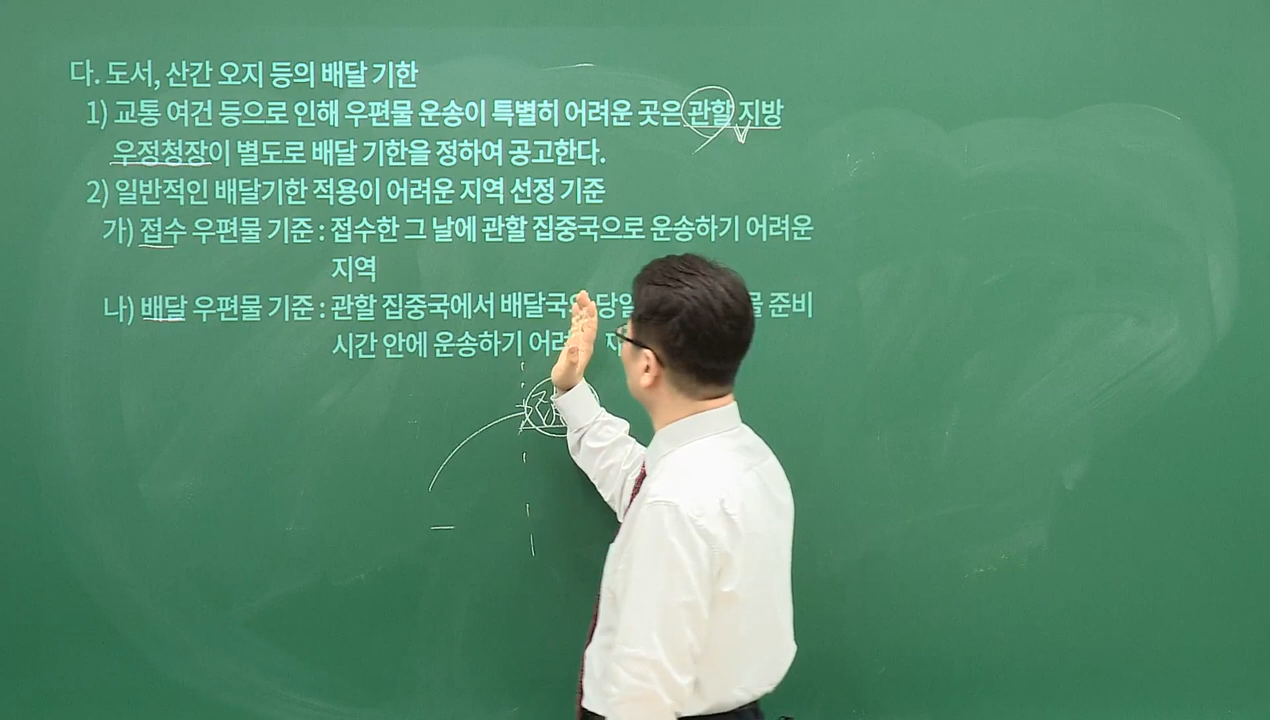 다. 도서, 산간 오지 등의 배달 기한
1) 교통 여건 등으로 인해 우편물 운송이 특별히 어려운 곳은 관할 지방
우정청장이 별도로 배달 기한을 정하여 공고한다.
2) 일반적인 배달기한 적용이 어려운 지역 선정 기준
가) 접수 우편물 기준 : 접수한 그 날에 관할 집중국으로 운송하기 어려운
지역
나) 배달 우편물 기준 : 관할 집중국에서 배달국의 당일 준비
시간 안에 운송하기